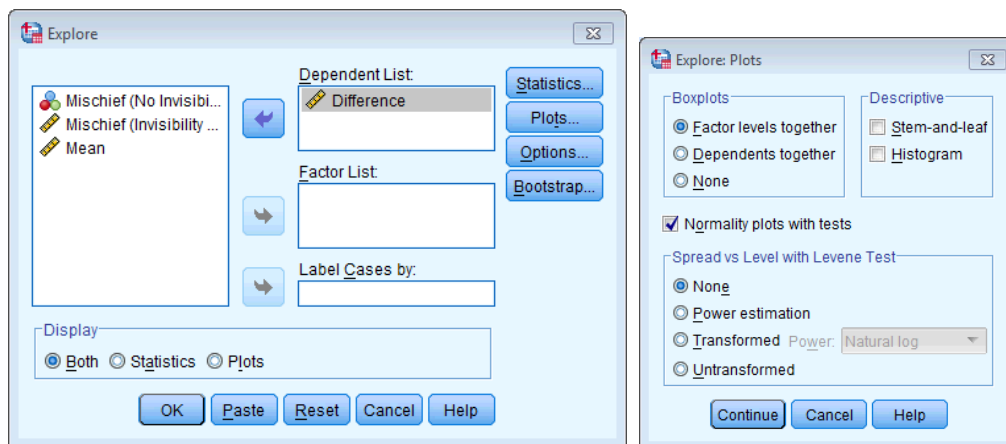 Explore
Mischief (No Invisibi...
Mischief (Invisibility ...
Mean
Dependent List:
Difference
Factor List:
Label Cases by:
Statistics...
Plots...
Options...
Bootstrap...
Display
Both Statistics Plots
OK Paste Reset Cancel Help
Explore: Plots
Boxplots
Factor levels together
Dependents together
None
Descriptive
Stem-and-leaf
Histogram
Normality plots with tests
Spread vs Level with Levene Test
None
Power estimation
Transformed Power: Natural log
Untransformed
Continue Cancel Help